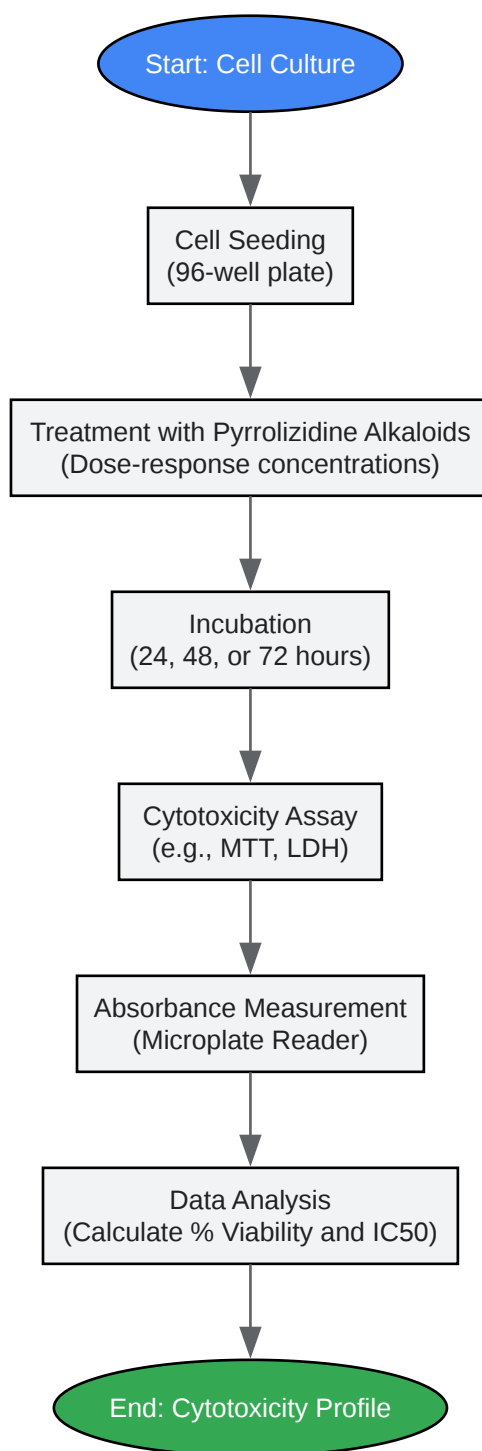 Start: Cell Culture
Cell Seeding
(96-well plate)
Treatment with Pyrrolizidine Alkaloids
(Dose-response concentrations)
Incubation
(24, 48, or 72 hours)
Cytotoxicity Assay
(e.g., MTT, LDH)
Absorbance Measurement
(Microplate Reader)
Data Analysis
(Calculate % Viability and IC50)
End: Cytotoxicity Profile